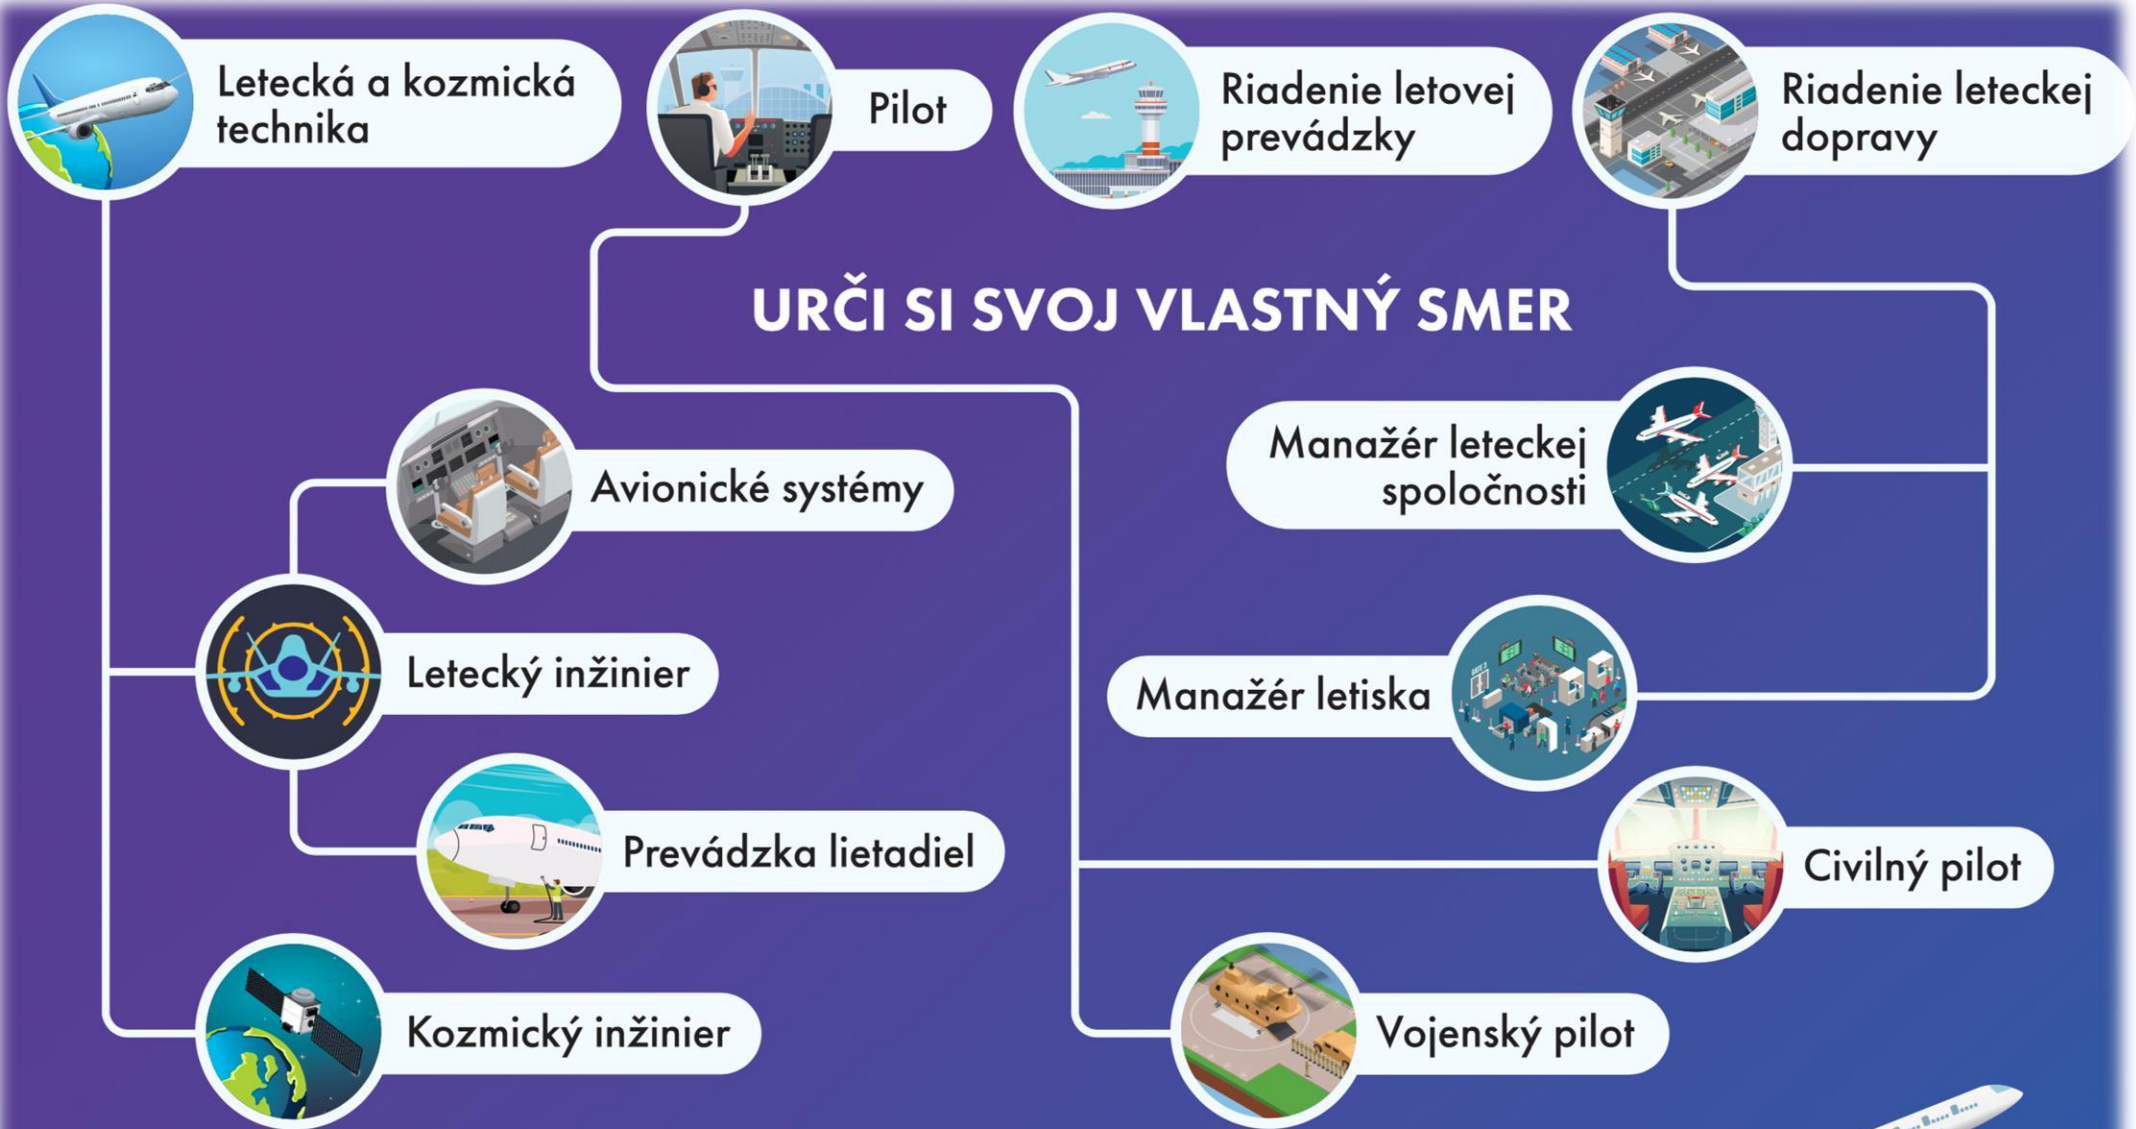 Letecká a kozmická
technika
Pilot
Riadenie letovej
prevádzky
Riadenie leteckej
dopravy
URČI SI SVOJ VLASTNÝ SMER
Avionické systémy
Manažér leteckej
spoločnosti
Letecký inžinier
Manažér letiska
Prevádzka lietadiel
Civilný pilot
Kozmický inžinier
Vojenský pilot